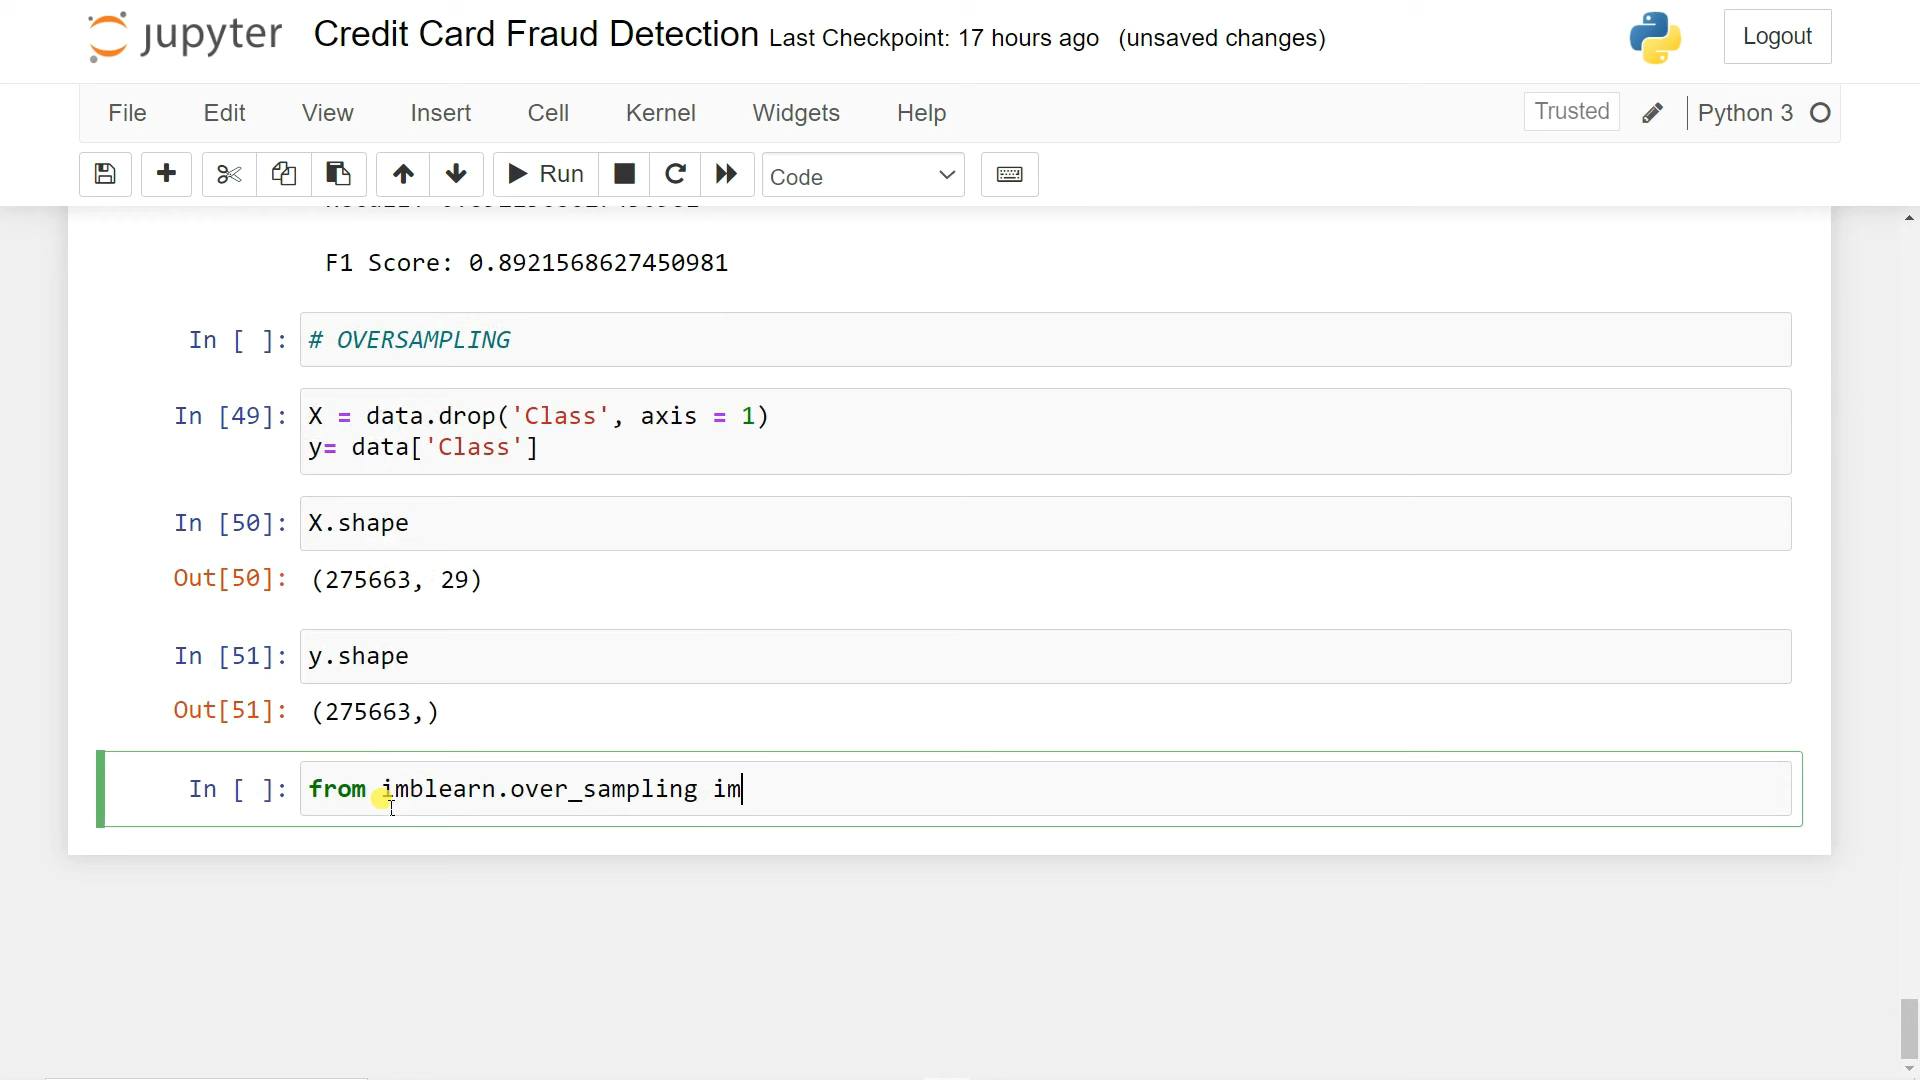 jupyter Credit Card Fraud Detection Last Checkpoint: 17 hours ago (unsaved changes) Logout
File Edit View Insert Cell Kernel Widgets Help Trusted Python 3
Run Code
F1 Score: 0.8921568627450981
In [ ]: # OVERSAMPLING
In [49]: X = data.drop('Class', axis = 1)
y= data['Class']
In [50]: X.shape
Out[50]: (275663, 29)
In [51]: y.shape
Out[51]: (275663,)
In [ ]: from imblearn.over_sampling im